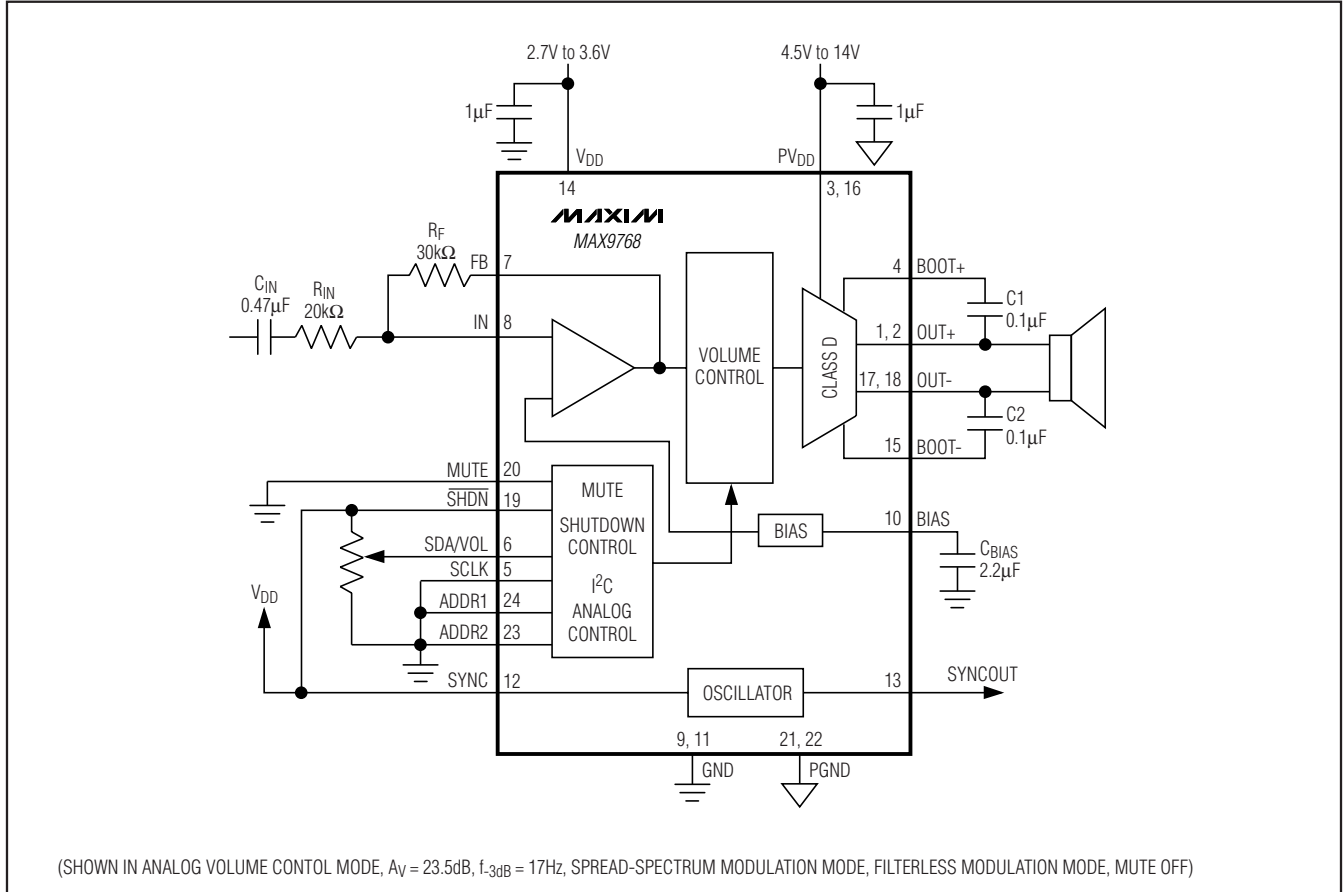 2.7V to 3.6V
4.5V to 14V
1µF
1µF
VDD
PVDD
14
3, 16
MAXIM
MAX9768
RF
30kΩ
FB
7
CIN
0.47µF
RIN
20kΩ
IN
8
VOLUME
CONTROL
CLASS D
4
BOOT+
C1
0.1µF
1, 2
OUT+
17, 18
OUT-
C2
0.1µF
15
BOOT-
MUTE
20
SHDN
19
SDA/VOL
6
SCLK
5
ADDR1
24
ADDR2
23
MUTE
SHUTDOWN
CONTROL
I2C
ANALOG
CONTROL
BIAS
10
BIAS
CBIAS
2.2µF
VDD
SYNC
12
OSCILLATOR
13
SYNCOUT
9, 11
GND
21, 22
PGND
(SHOWN IN ANALOG VOLUME CONTOL MODE, AV = 23.5dB, f-3dB = 17Hz, SPREAD-SPECTRUM MODULATION MODE, FILTERLESS MODULATION MODE, MUTE OFF)